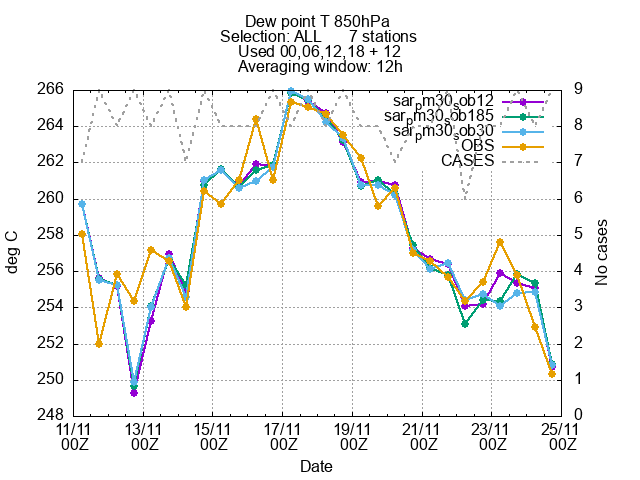 Dew point T 850hPa
Selection: ALL 7 stations
Used 00,06,12,18 + 12
Averaging window: 12h
266
264
262
260
258
256
254
252
250
248
deg C
9
8
7
6
5
4
3
2
1
0
No cases
sar_pm30_sob12
sar_pm30_sob185
sar_pm30_sob30
OBS
CASES
11/11 13/11 15/11 17/11 19/11 21/11 23/11 25/11
00Z 00Z 00Z 00Z 00Z 00Z 00Z 00Z
Date